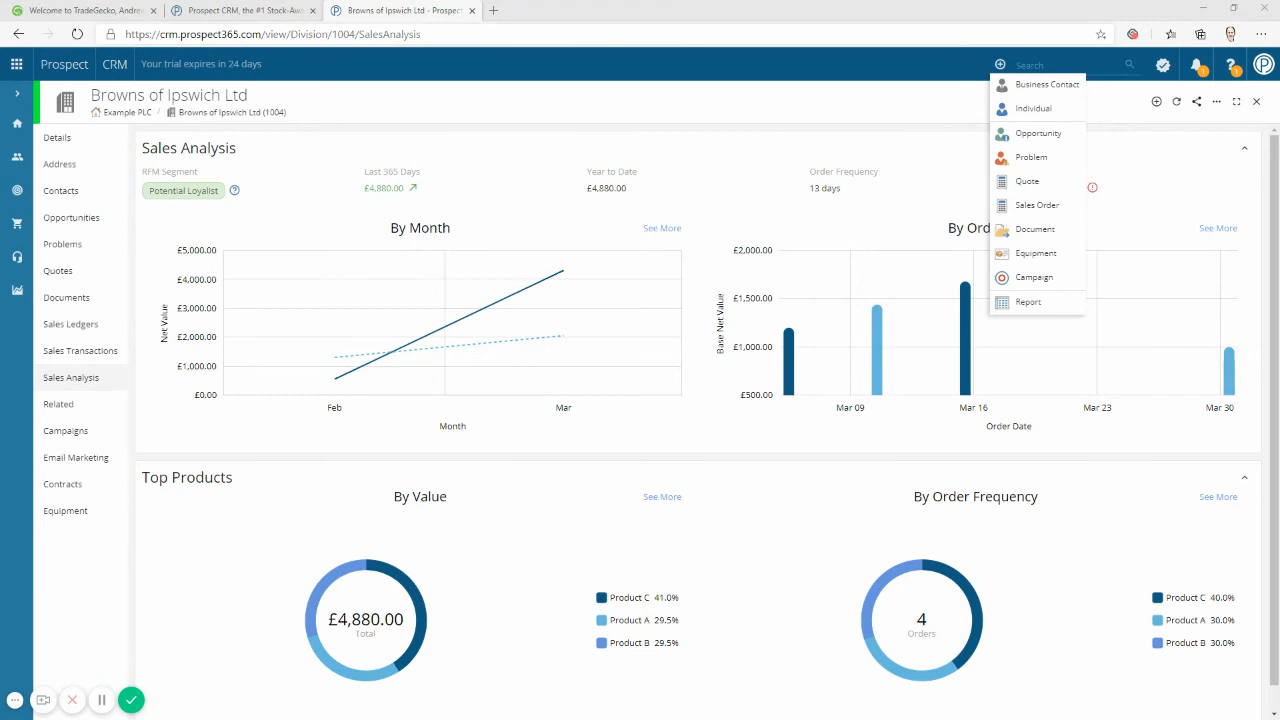 Welcome to TradeGecko, Andrew
Prospect CRM, the #1 Stock-Awa
Browns of Ipswich Ltd - Prospec
https://crm.prospect365.com/view/Division/1004/SalesAnalysis
Prospect CRM Your trial expires in 24 days
Search
1
1
Browns of Ipswich Ltd
Example PLC / Browns of Ipswich Ltd (1004)
Business Contact
Individual
Opportunity
Problem
Quote
Sales Order
Document
Equipment
Campaign
Report
Details
Address
Contacts
Opportunities
Problems
Quotes
Documents
Sales Ledgers
Sales Transactions
Sales Analysis
Related
Campaigns
Email Marketing
Contracts
Equipment
Sales Analysis
RFM Segment
Potential Loyalist
Last 365 Days
£4,880.00
Year to Date
£4,880.00
Order Frequency
13 days
By Month
See More
£5,000.00
£4,000.00
£3,000.00
£2,000.00
£1,000.00
£0.00
Net Value
Feb Mar
Month
By Ord
See More
£2,000.00
£1,500.00
£1,000.00
£500.00
Base Net Value
Mar 09 Mar 16 Mar 23 Mar 30
Order Date
Top Products
By Value
See More
£4,880.00
Total
Product C 41.0%
Product A 29.5%
Product B 29.5%
By Order Frequency
See More
4
Orders
Product C 40.0%
Product A 30.0%
Product B 30.0%